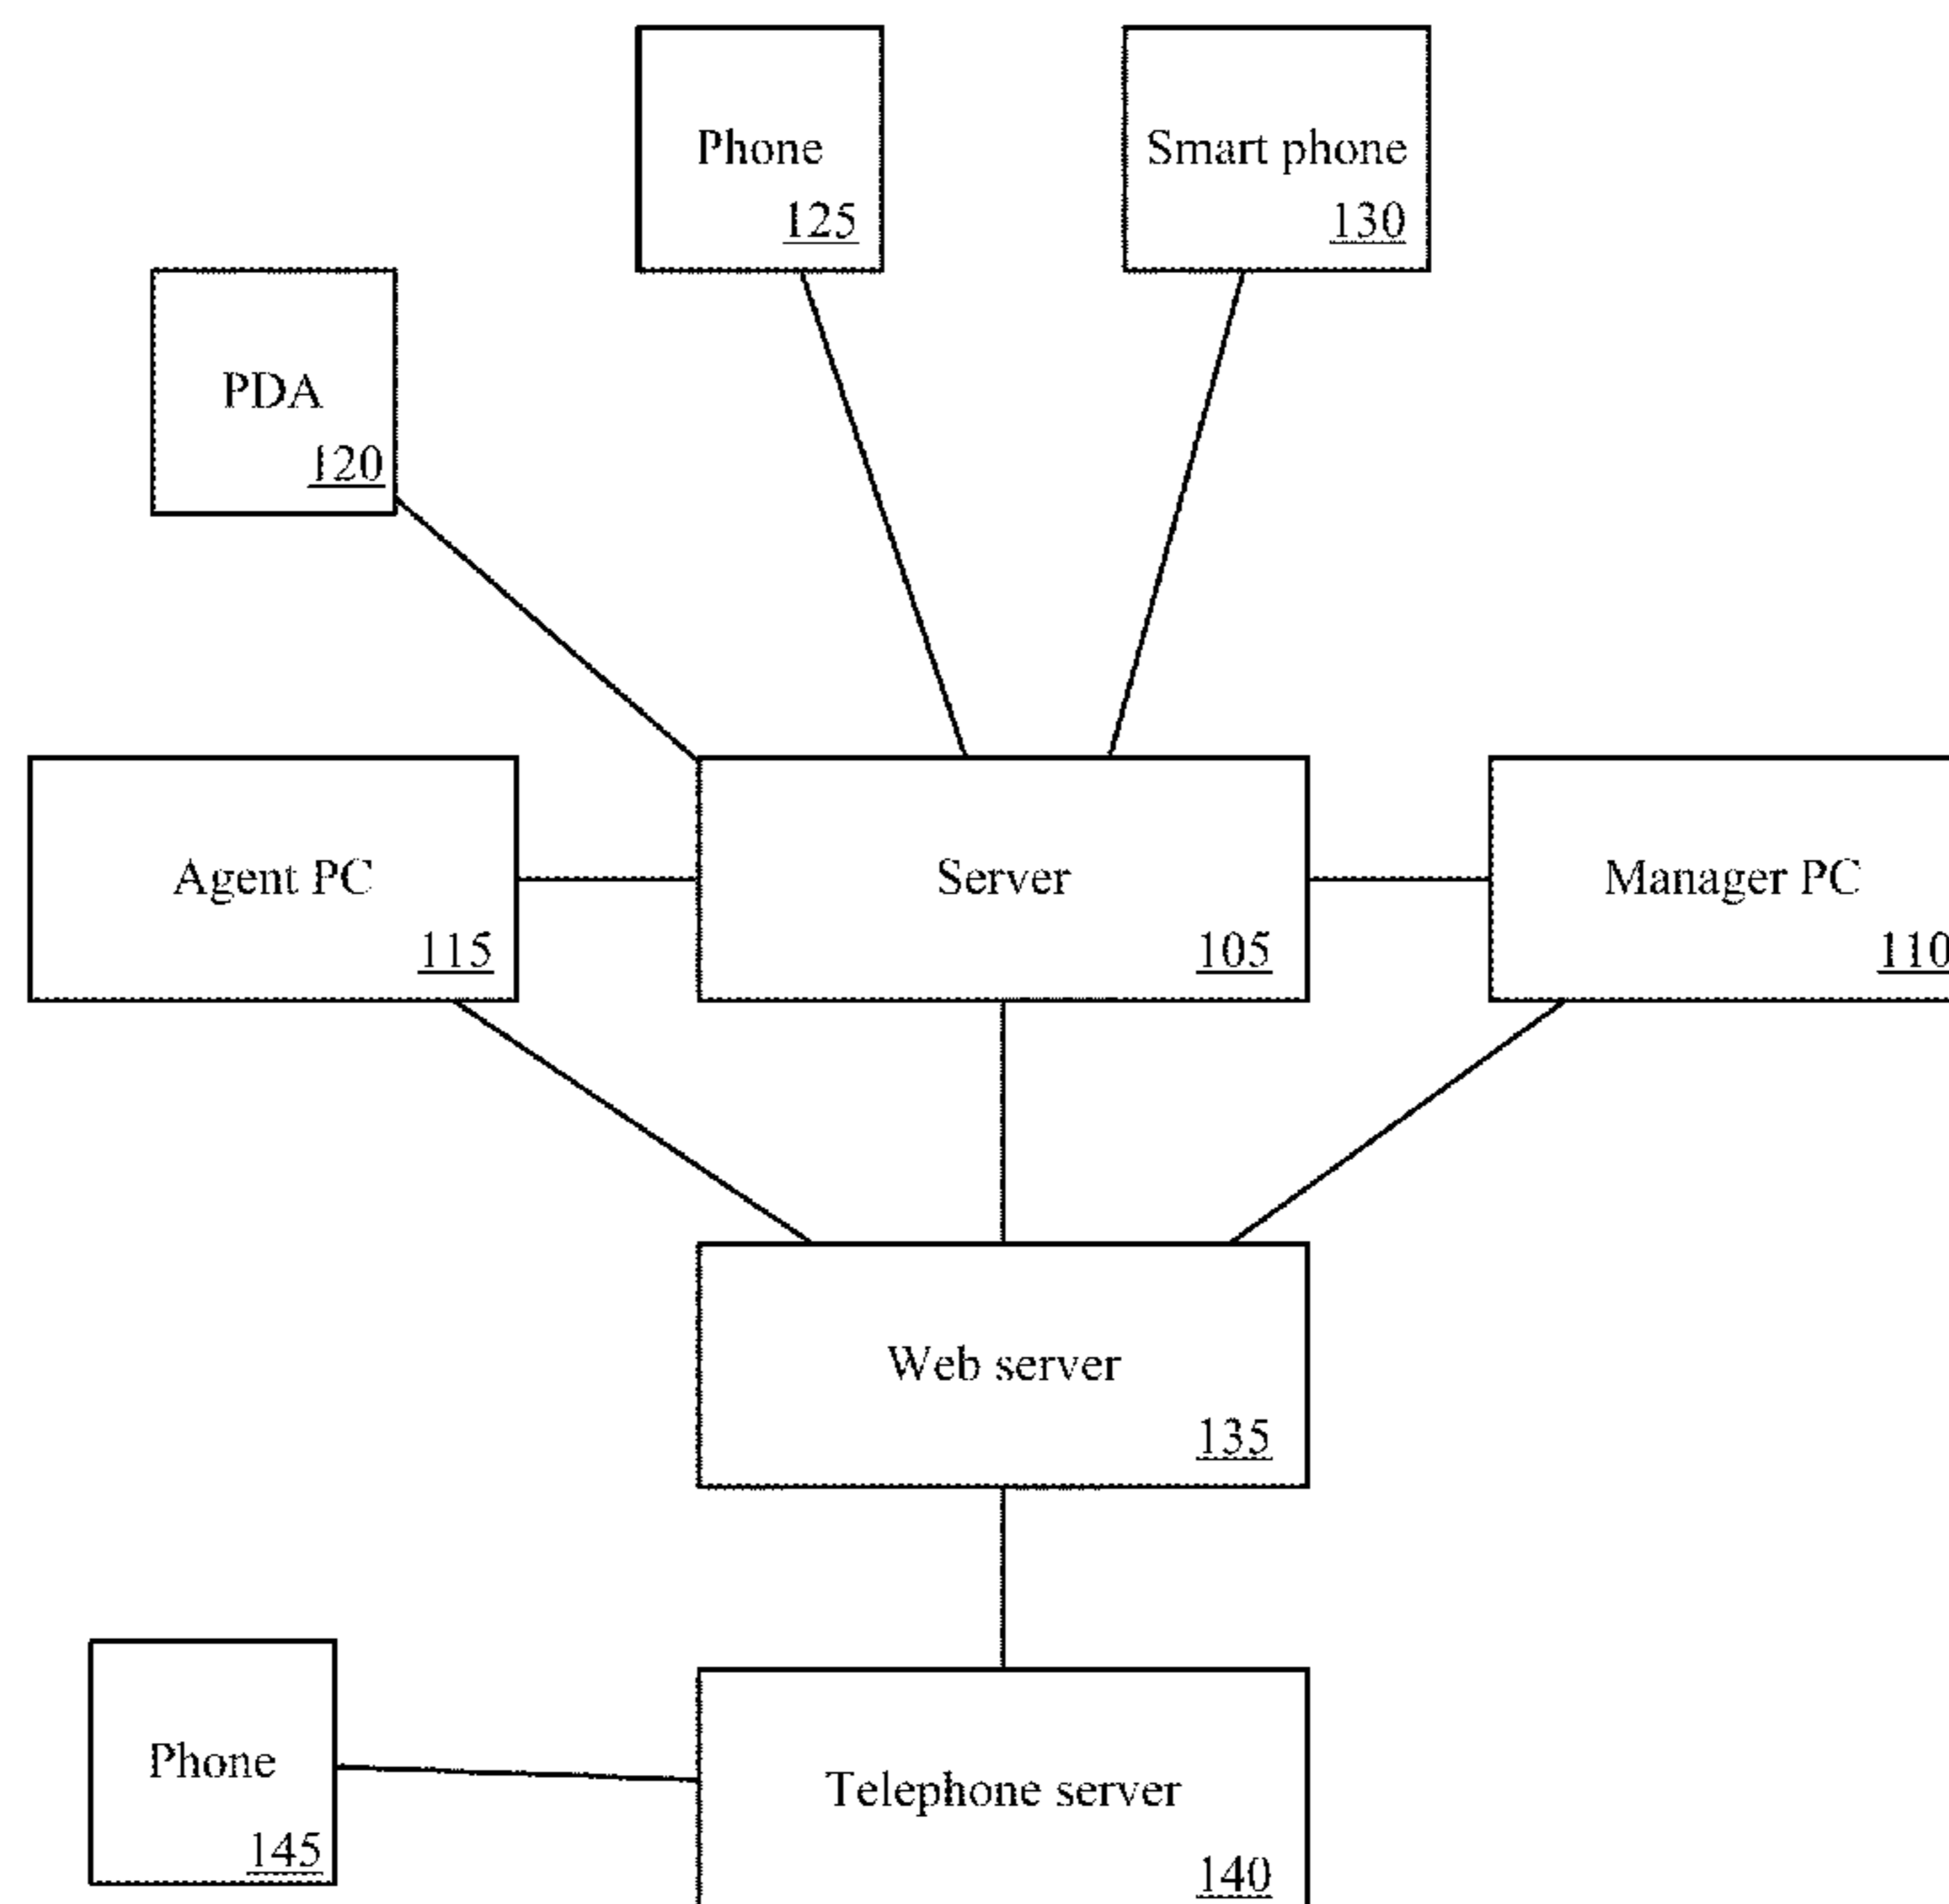 Phone
125
Smart phone
130
PDA
120
Agent PC
115
Server
105
Manager PC
110
Web server
135
Phone
145
Telephone server
140